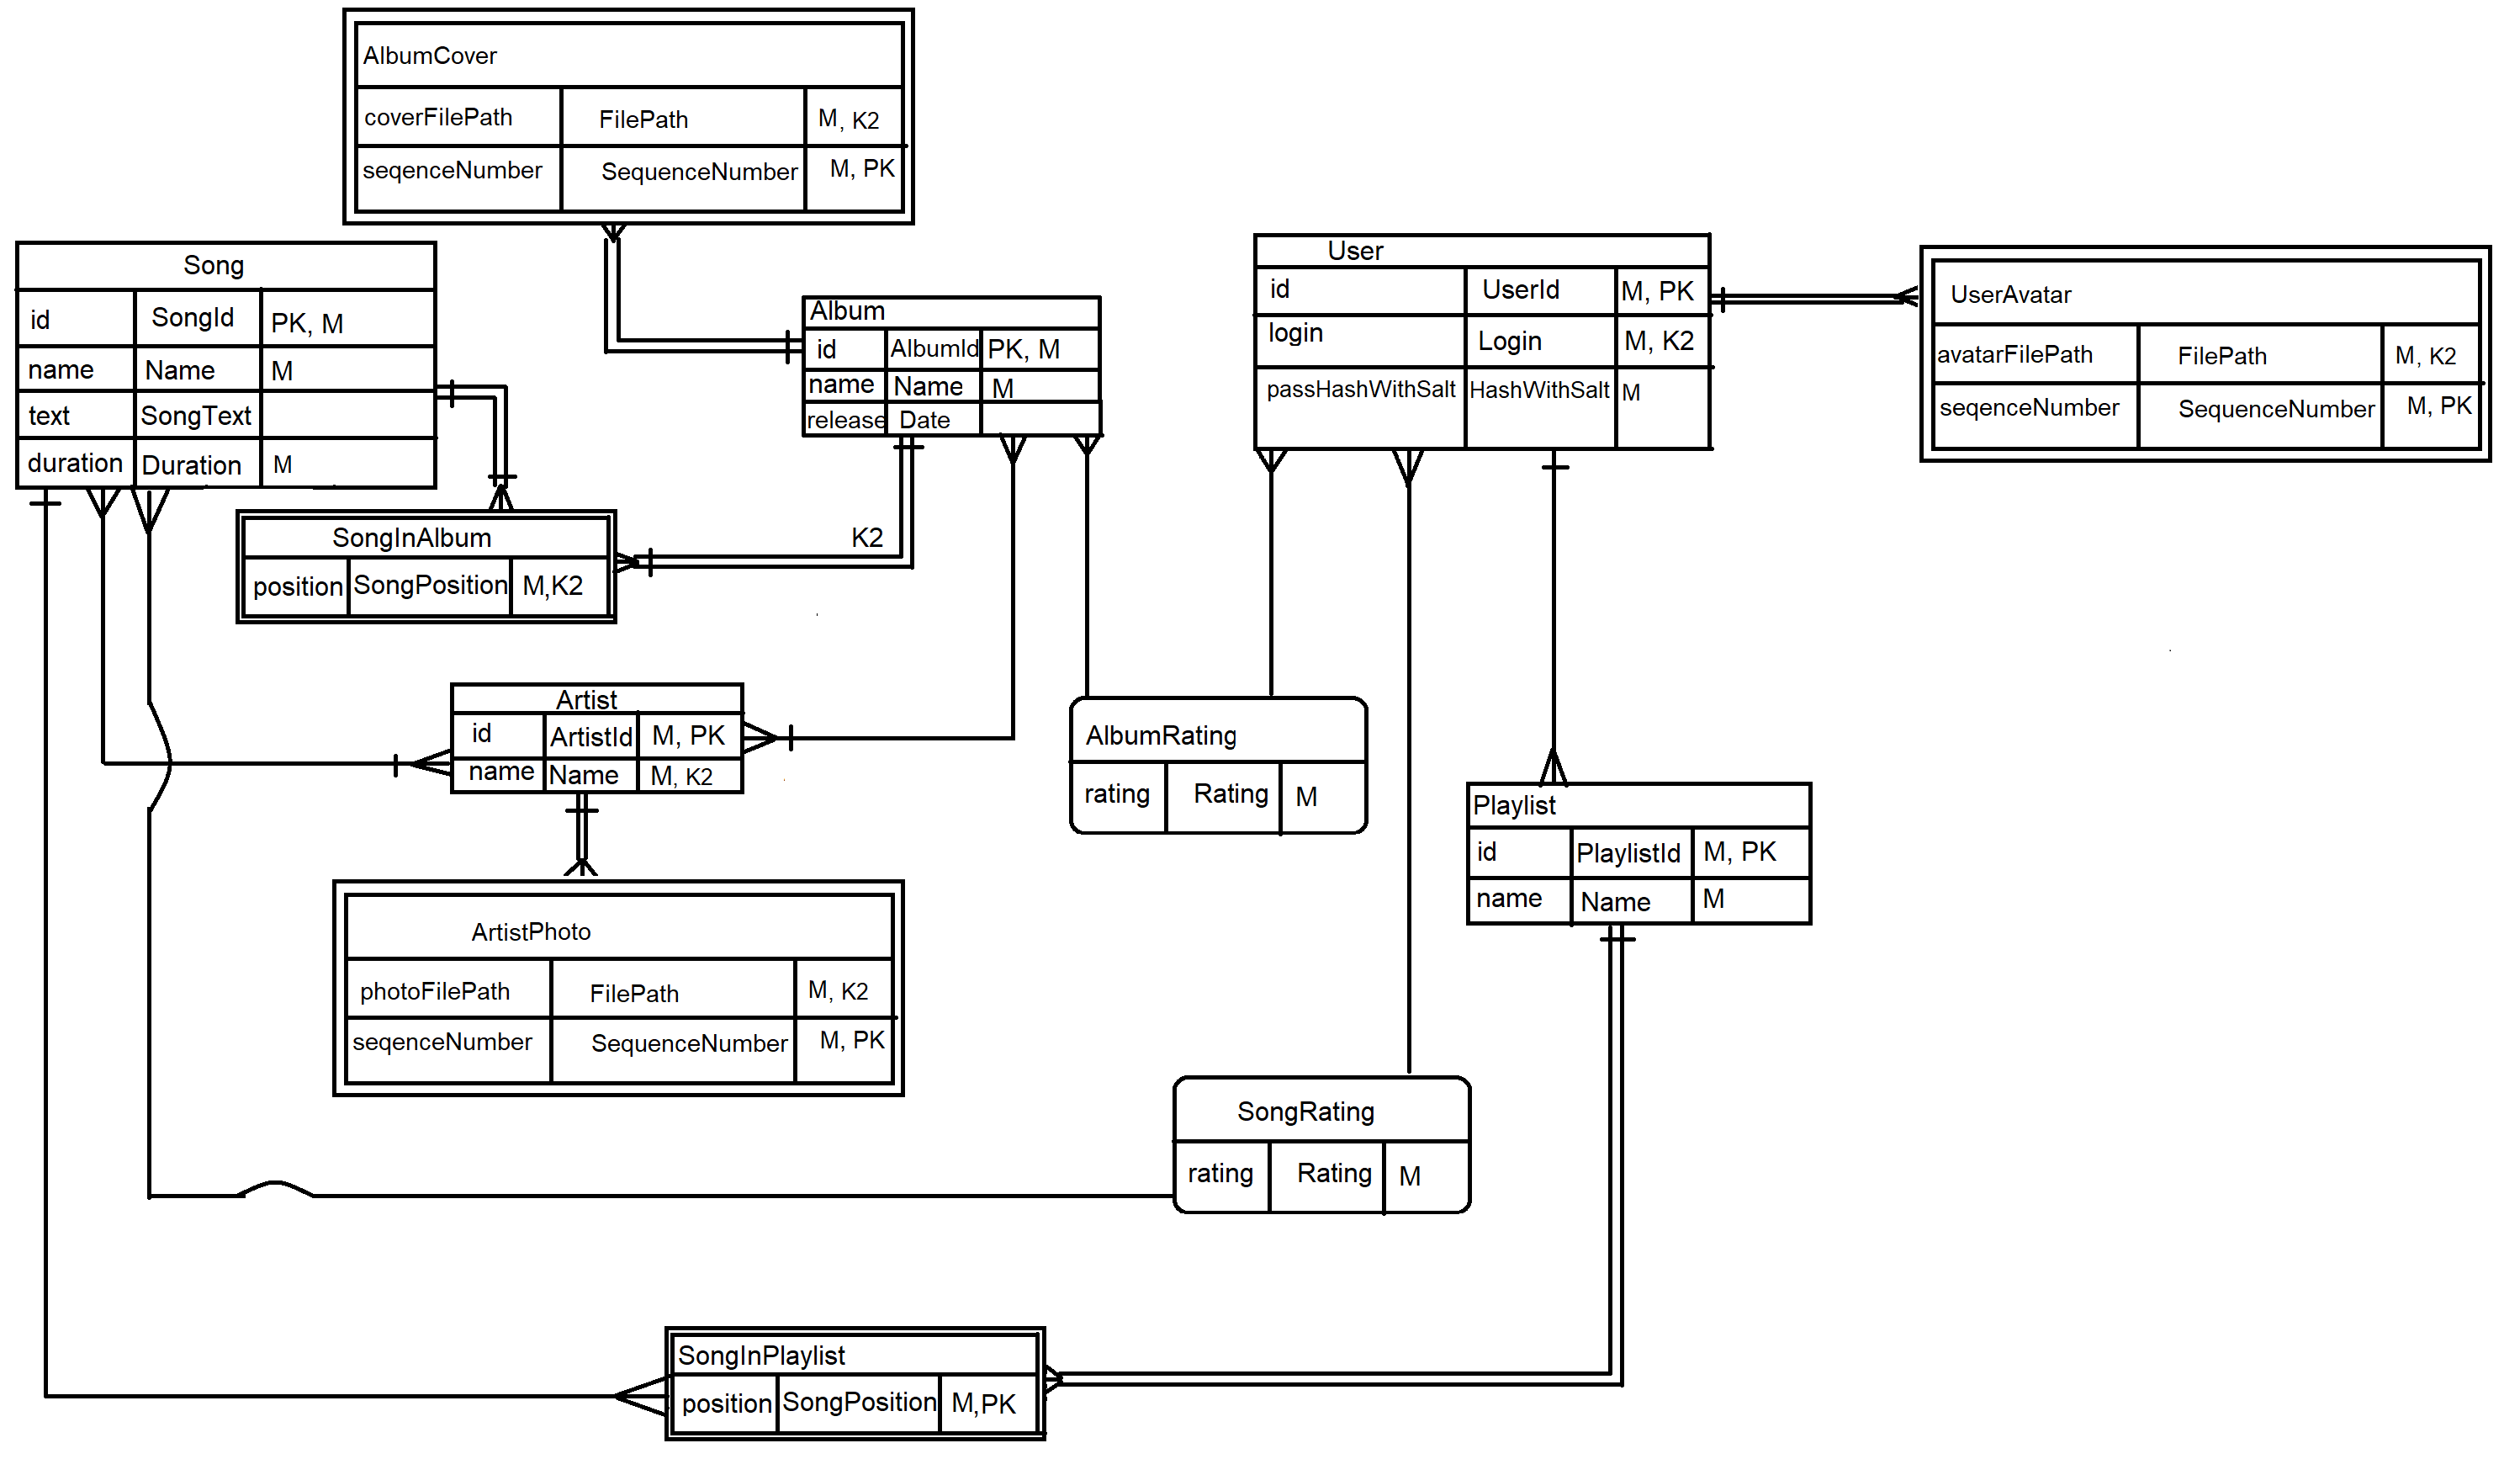 AlbumCover
coverFilePath FilePath M, K2
seqenceNumber SequenceNumber M, PK
Song
id SongId PK, M
name Name M
text SongText
duration Duration M
Album
id AlbumId PK, M
name Name M
release Date
User
id UserId M, PK
login Login M, K2
passHashWithSalt HashWithSalt M
UserAvatar
avatarFilePath FilePath M, K2
seqenceNumber SequenceNumber M, PK
K2
SongInAlbum
position SongPosition M,K2
Artist
id ArtistId M, PK
name Name M, K2
AlbumRating
rating Rating M
Playlist
id PlaylistId M, PK
name Name M
ArtistPhoto
photoFilePath FilePath M, K2
seqenceNumber SequenceNumber M, PK
SongRating
rating Rating M
SongInPlaylist
position SongPosition M,PK